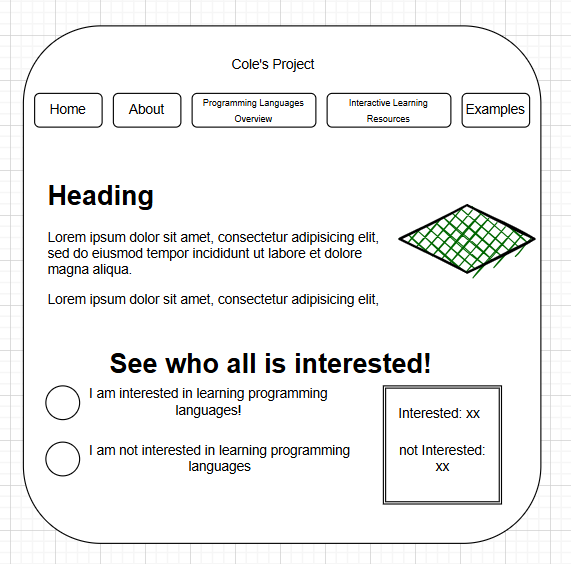 Cole's Project
Home
About
Programming Languages
Overview
Interactive Learning
Resources
Examples
Heading
Lorem ipsum dolor sit amet, consectetur adipisicing elit,
sed do eiusmod tempor incididunt ut labore et dolore
magna aliqua.
Lorem ipsum dolor sit amet, consectetur adipisicing elit,
See who all is interested!
I am interested in learning programming
languages!
I am not interested in learning programming
languages
Interested: xx
not Interested:
xx